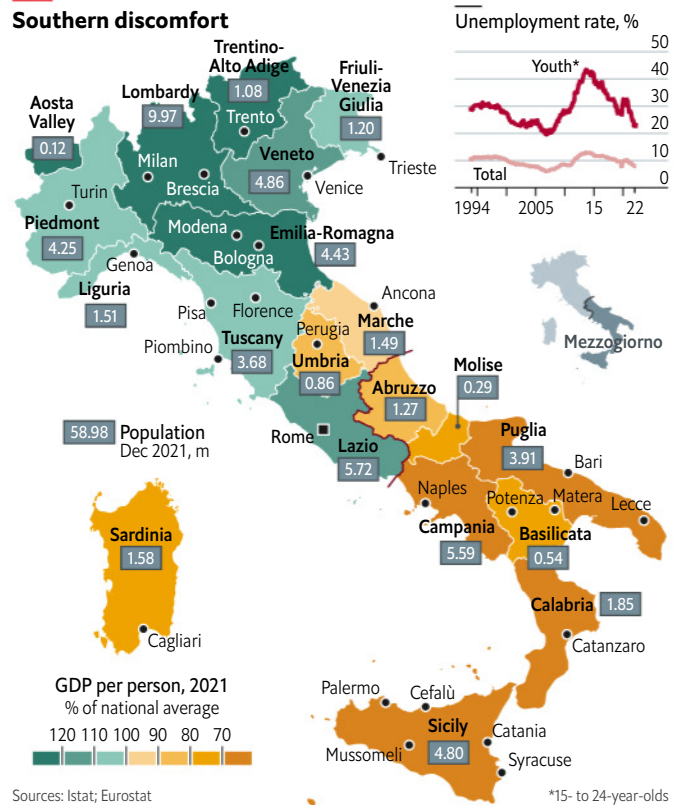 Southern discomfort
Unemployment rate, %
50
40
30
20
10
0
Youth*
Total
1994
2005
15
22
Trentino-
Alto Adige
1.08
Trento
Friuli-
Venezia
Giulia
1.20
Lombardy
9.97
Aosta
Valley
0.12
Milan
Brescia
Veneto
4.86
Venice
Trieste
Turin
Piedmont
4.25
Modena
Bologna
Emilia-Romagna
4.43
Genoa
Liguria
1.51
Pisa
Florence
Ancona
Marche
1.49
Mezzogiorno
Piombino
Tuscany
3.68
Perugia
Umbria
0.86
Abruzzo
1.27
Molise
0.29
58.98
Population
Dec 2021, m
Rome
Lazio
5.72
Puglia
3.91
Bari
Naples
Potenza
Matera
Lecce
Campania
5.59
Basilicata
0.54
Sardinia
1.58
Cagliari
Calabria
1.85
Catanzaro
GDP per person, 2021
% of national average
120 110 100 90 80 70
Palermo
Cefalù
Sicily
4.80
Catania
Mussomeli
Syracuse
Sources: Istat; Eurostat
*15- to 24-year-olds